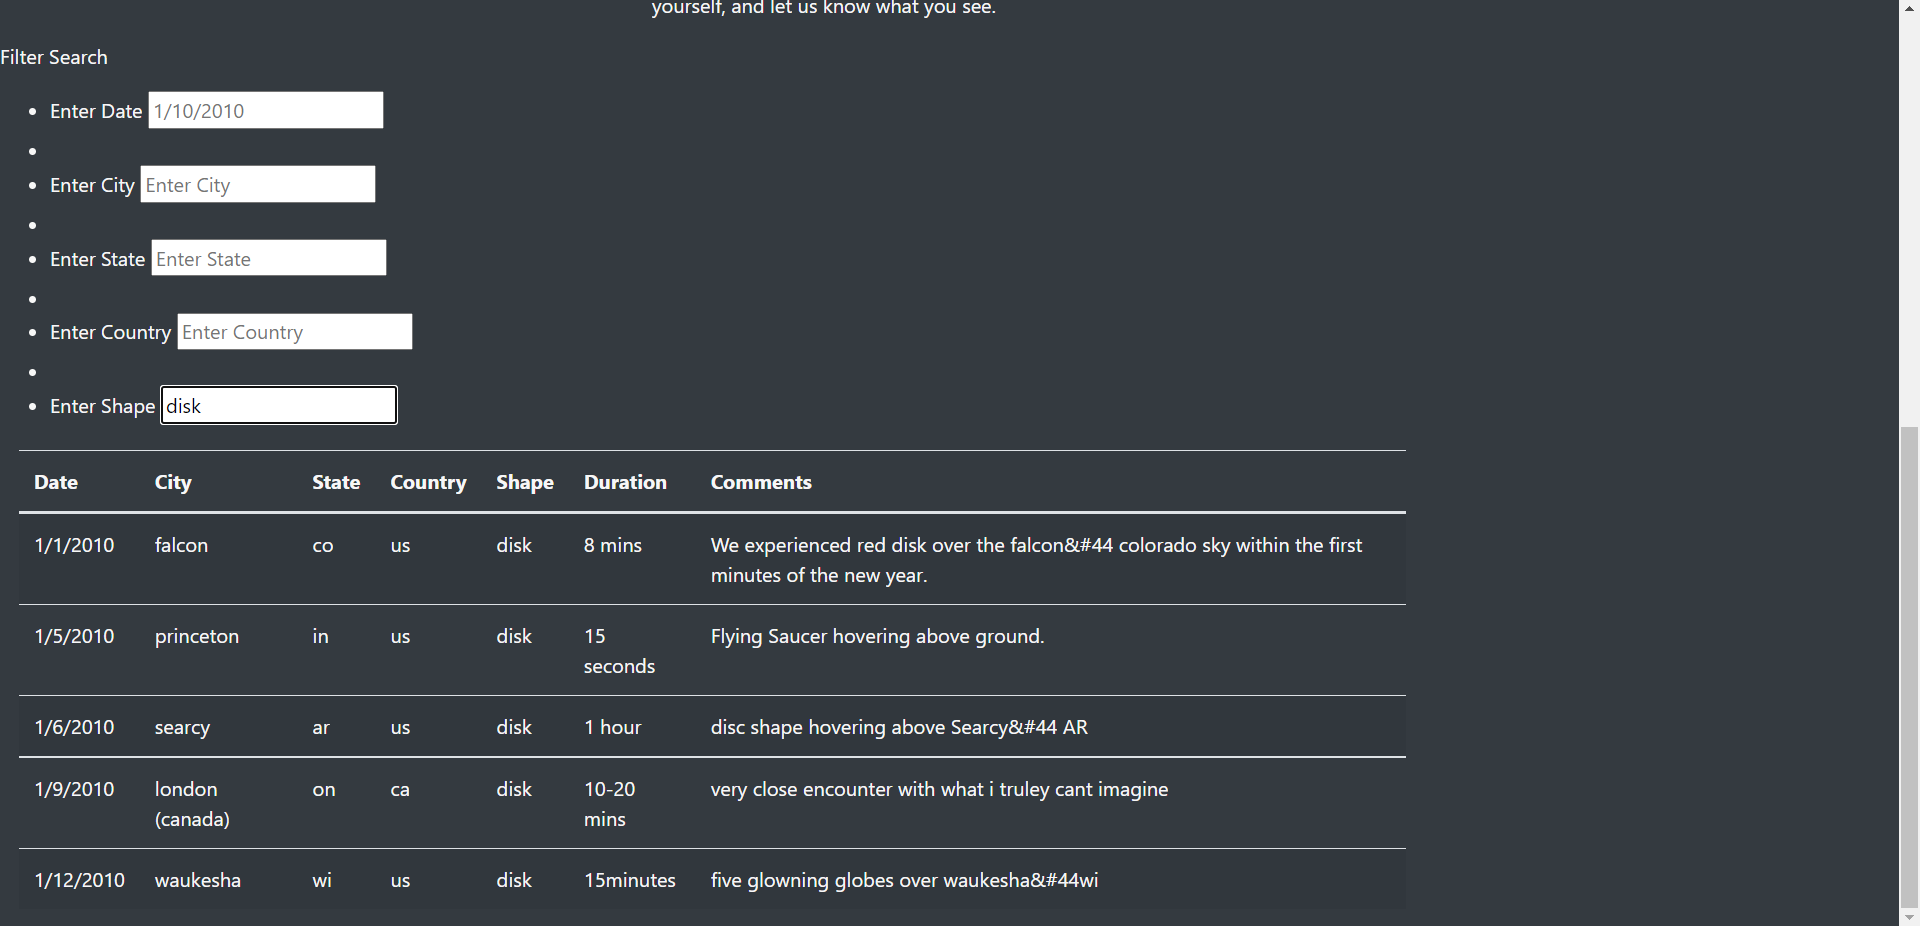 yourself, and let us know what you see.
Filter Search
Enter Date 1/10/2010
Enter City Enter City
Enter State Enter State
Enter Country Enter Country
Enter Shape disk
Date City State Country Shape Duration Comments
1/1/2010 falcon co us disk 8 mins We experienced red disk over the falcon&#44 colorado sky within the first
minutes of the new year.
1/5/2010 princeton in us disk 15 Flying Saucer hovering above ground.
seconds
1/6/2010 searcy ar us disk 1 hour disc shape hovering above Searcy&#44 AR
1/9/2010 london on ca disk 10-20 very close encounter with what i truley cant imagine
(canada) mins
1/12/2010 waukesha wi us disk 15minutes five glowning globes over waukesha&#44wi